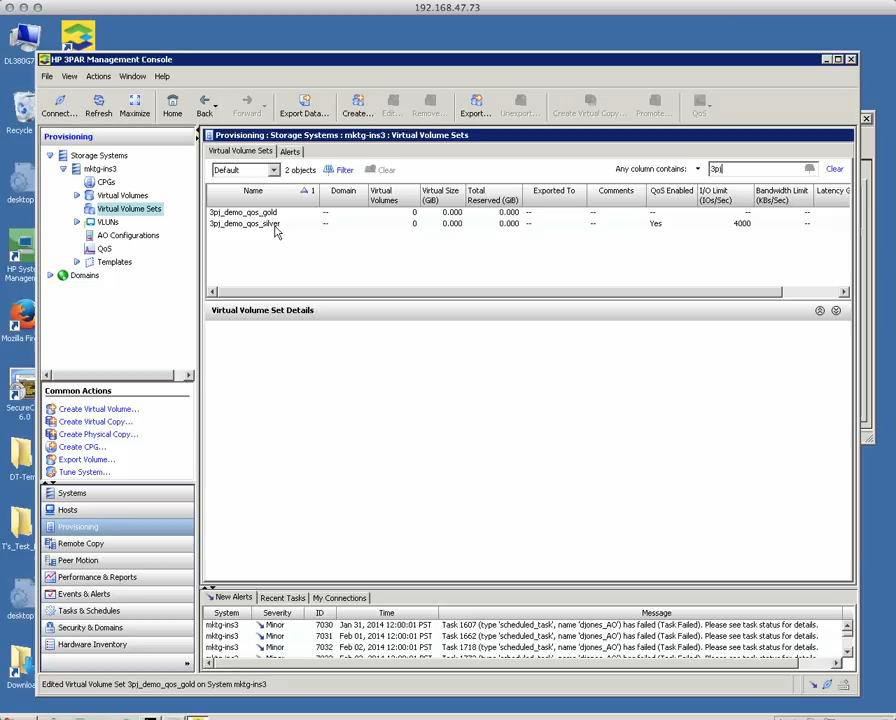 192.168.47.73
DL380G7
Recycle
desktop
HP System
Manageme
Mozilla Firef
SecureC
6.0
DT-Tem
T's_Test_F
desktop
Downloa
HP 3PAR Management Console
File View Actions Window Help
Connect... Refresh Maximize Home Back Forward Export Data... Create... Edit... Remove... Export... Unexport... Create Virtual Copy... Promote... QoS
Provisioning
Storage Systems
mktg-ins3
CPGs
Virtual Volumes
Virtual Volume Sets
VLUNs
AO Configurations
QoS
Templates
Domains
Common Actions
Create Virtual Volume...
Create Virtual Copy...
Create Physical Copy...
Create CPG...
Export Volume...
Tune System...
Systems
Hosts
Provisioning
Remote Copy
Peer Motion
Performance & Reports
Events & Alerts
Tasks & Schedules
Security & Domains
Hardware Inventory
»
Provisioning : Storage Systems : mktg-ins3 : Virtual Volume Sets
Virtual Volume Sets Alerts
Default 2 objects Filter Clear Any column contains: 3pj Clear
Name 1 Domain Virtual Volumes Virtual Size (GiB) Total Reserved (GiB) Exported To Comments QoS Enabled I/O Limit (IOs/Sec) Bandwidth Limit (KBs/Sec) Latency G
3pj_demo_qos_gold -- 0 0.000 0.000 -- -- -- -- --
3pj_demo_qos_silver -- 0 0.000 0.000 -- -- Yes 4000 --
Virtual Volume Set Details
New Alerts Recent Tasks My Connections
System Severity ID Time Message
mktg-ins3 Minor 7030 Jan 31, 2014 12:00:01 PST Task 1607 (type 'scheduled_task', name 'djones_AO') has failed (Task Failed). Please see task status for details.
mktg-ins3 Minor 7031 Feb 01, 2014 12:00:01 PST Task 1662 (type 'scheduled_task', name 'djones_AO') has failed (Task Failed). Please see task status for details.
mktg-ins3 Minor 7032 Feb 02, 2014 12:00:01 PST Task 1718 (type 'scheduled_task', name 'djones_AO') has failed (Task Failed). Please see task status for details.
Edited Virtual Volume Set 3pj_demo_qos_gold on System mktg-ins3